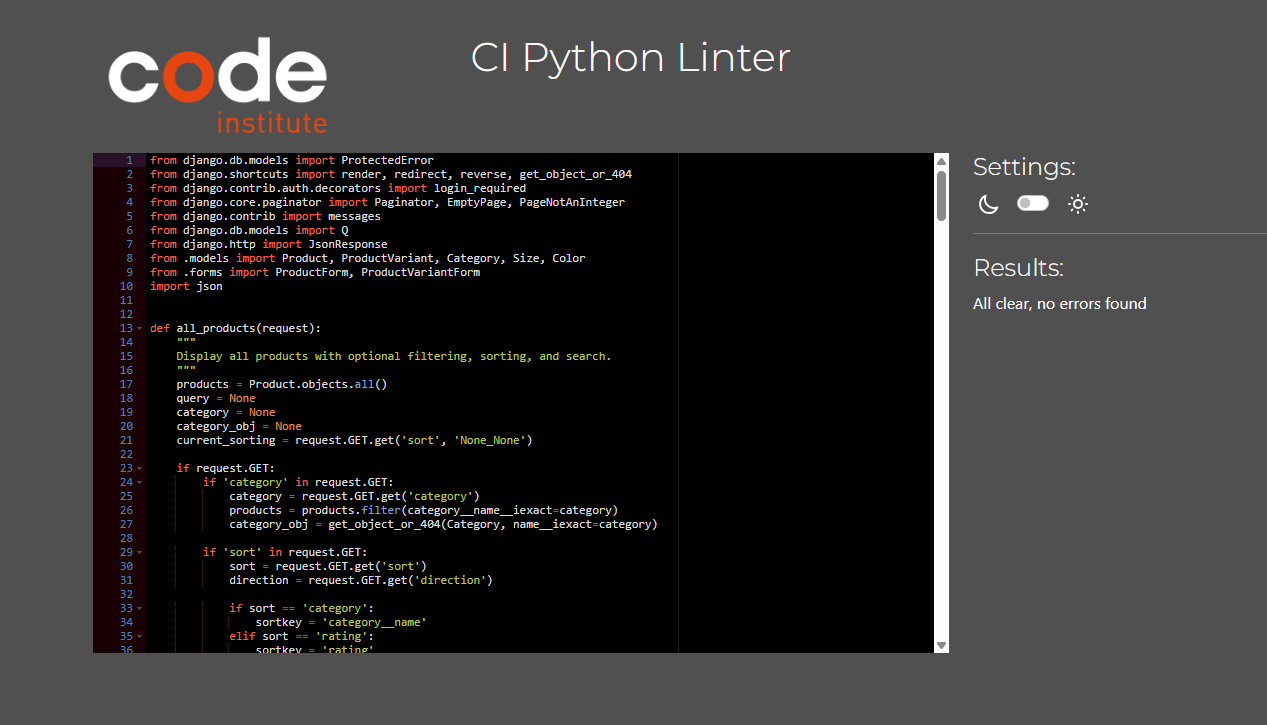 code
institute
CI Python Linter
1 from django.db.models import ProtectedError
2 from django.shortcuts import render, redirect, reverse, get_object_or_404
3 from django.contrib.auth.decorators import login_required
4 from django.core.paginator import Paginator, EmptyPage, PageNotAnInteger
5 from django.contrib import messages
6 from django.db.models import Q
7 from django.http import JsonResponse
8 from .models import Product, ProductVariant, Category, Size, Color
9 from .forms import ProductForm, ProductVariantForm
10 import json
11
12
13 def all_products(request):
14     """
15     Display all products with optional filtering, sorting, and search.
16     """
17     products = Product.objects.all()
18     query = None
19     category = None
20     category_obj = None
21     current_sorting = request.GET.get('sort', 'None_None')
22
23     if request.GET:
24         if 'category' in request.GET:
25             category = request.GET.get('category')
26             products = products.filter(category__name__iexact=category)
27             category_obj = get_object_or_404(Category, name__iexact=category)
28
29         if 'sort' in request.GET:
30             sort = request.GET.get('sort')
31             direction = request.GET.get('direction')
32
33             if sort == 'category':
34                 sortkey = 'category__name'
35             elif sort == 'rating':
36                 sortkey = 'rating'
Settings:
Results:
All clear, no errors found